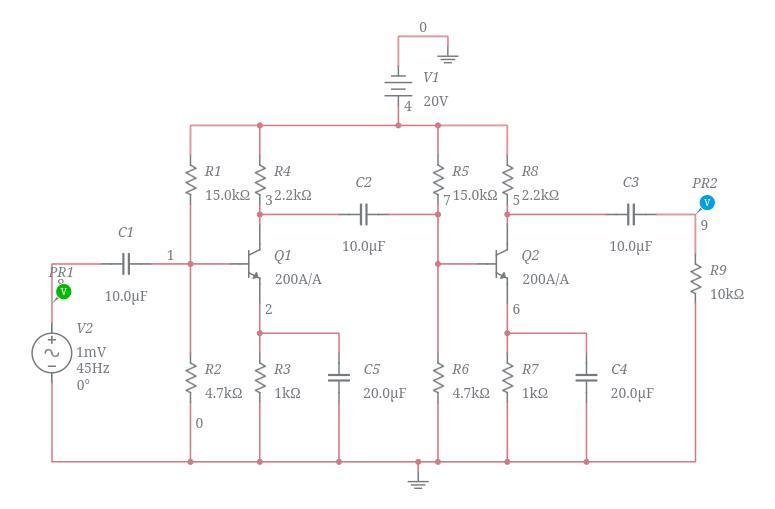 0
V1
4 20V
R1
15.0kΩ
R4
3 2.2kΩ
C2
10.0µF
R5
7 15.0kΩ
R8
5 2.2kΩ
C3
10.0µF
PR2
V
9
C1
1
10.0µF
PR1
V
Q1
200A/A
2
Q2
200A/A
6
R9
10kΩ
V2
1mV
45Hz
0°
R2
4.7kΩ
0
R3
1kΩ
C5
20.0µF
R6
4.7kΩ
R7
1kΩ
C4
20.0µF